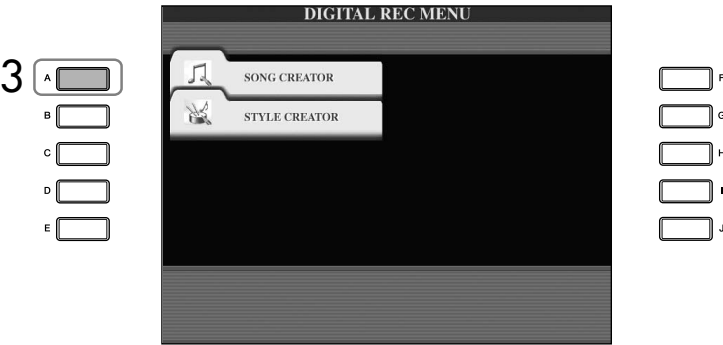 DIGITAL REC MENU
3
A
SONG CREATOR
F
B
STYLE CREATOR
G
C
H
D
I
E
J